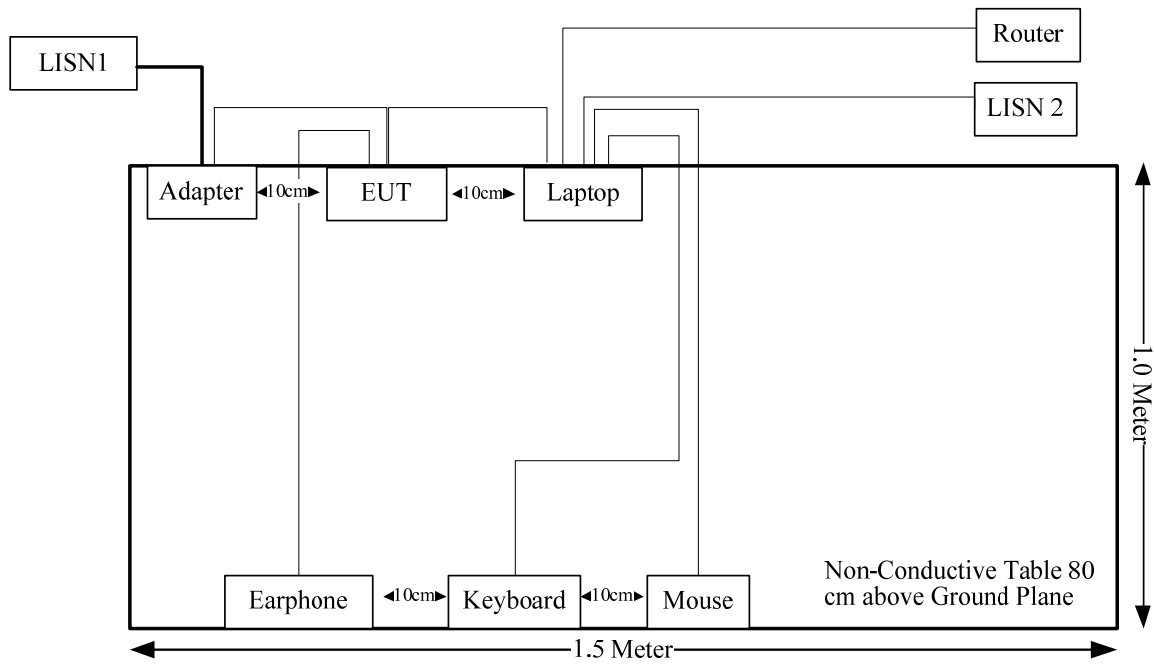 Router
LISN1
LISN 2
Adapter
10cm
EUT
10cm
Laptop
1.0 Meter
Non-Conductive Table 80
cm above Ground Plane
Earphone
10cm
Keyboard
10cm
Mouse
1.5 Meter